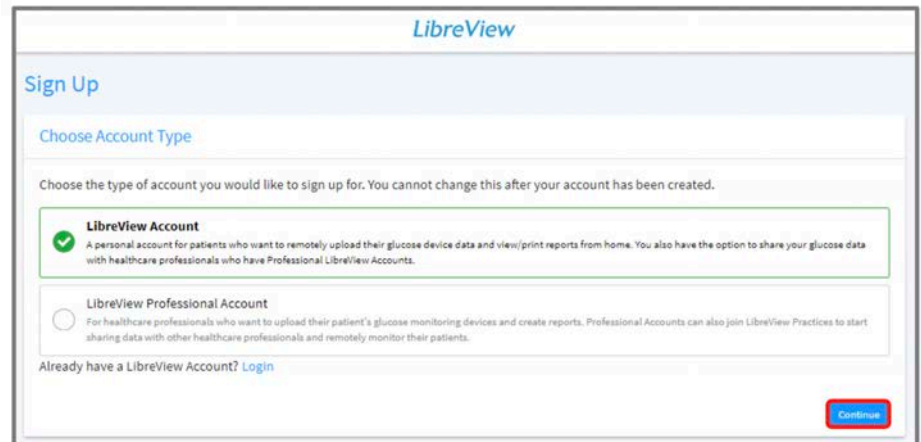 LibreView
Sign Up
Choose Account Type
Choose the type of account you would like to sign up for. You cannot change this after your account has been created.
LibreView Account
A personal account for patients who want to remotely upload their glucose device data and view/print reports from home. You also have the option to share your glucose data
with healthcare professionals who have Professional LibreView Accounts.
LibreView Professional Account
For healthcare professionals who want to upload their patient's glucose monitoring devices and create reports. Professional Accounts can also join LibreView Practices to start
sharing data with other healthcare professionals and remotely monitor their patients.
Already have a LibreView Account? Login
Continue